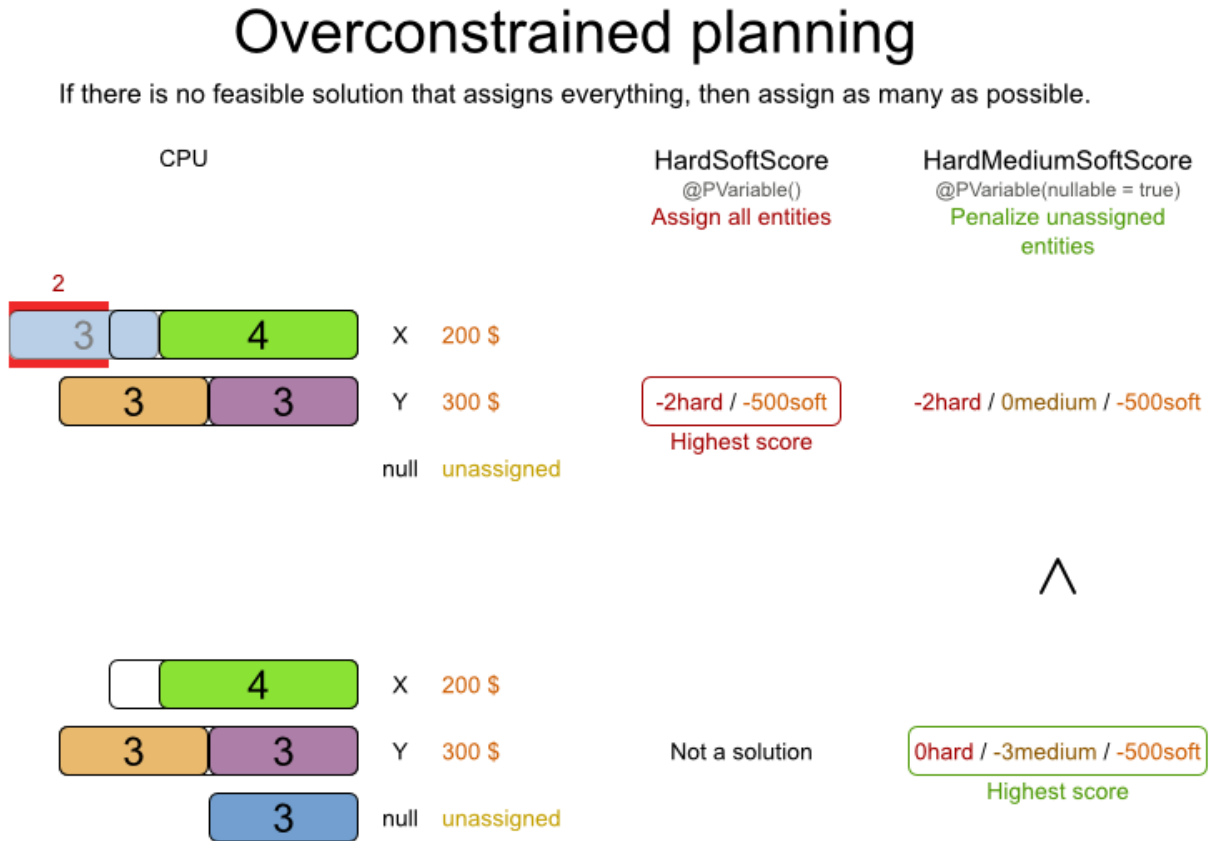 Overconstrained planning
If there is no feasible solution that assigns everything, then assign as many as possible.
CPU
HardSoftScore
@PVariable()
Assign all entities
HardMediumSoftScore
@PVariable(nullable = true)
Penalize unassigned
entities
2
3 4 X 200 $
3 3 Y 300 $ -2hard / -500soft -2hard / 0medium / -500soft
Highest score
null unassigned
^
4 X 200 $
3 3 Y 300 $ Not a solution 0hard / -3medium / -500soft
Highest score
3 null unassigned